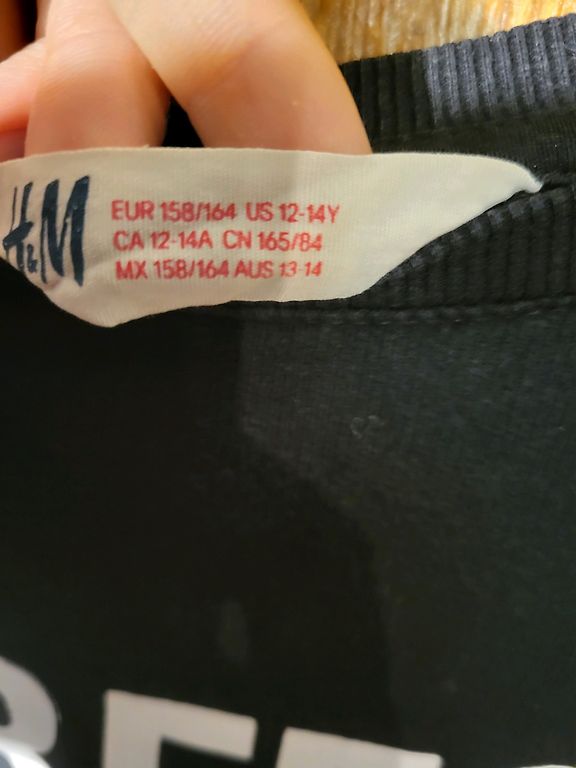 H&M
EUR 158/164 US 12-14Y
CA 12-14A CN 165/84
MX 158/164 AUS 13-14